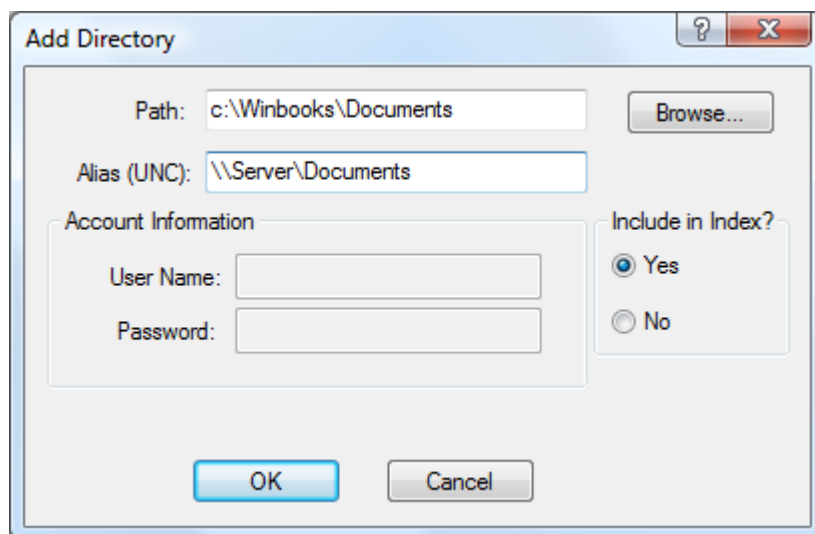 Add Directory
Path: c:\Winbooks\Documents Browse...
Alias (UNC): \\Server\Documents
Account Information Include in Index?
User Name: Yes
Password: No
OK Cancel